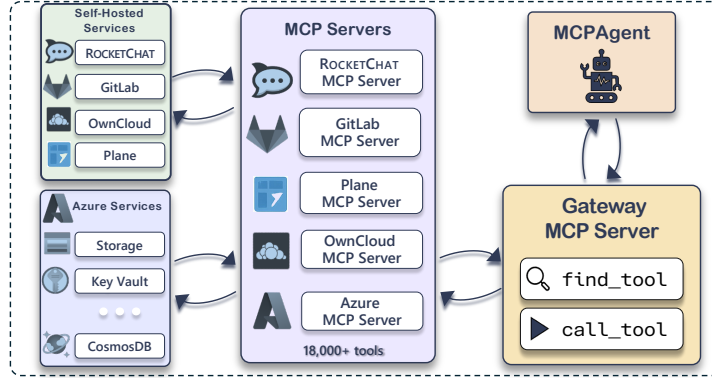 Self-Hosted
Services
ROCKETCHAT
GitLab
OwnCloud
Plane
Azure Services
Storage
Key Vault
CosmosDB
MCP Servers
ROCKETCHAT
MCP Server
GitLab
MCP Server
Plane
MCP Server
OwnCloud
MCP Server
Azure
MCP Server
18,000+ tools
MCPAgent
Gateway
MCP Server
find_tool
call_tool